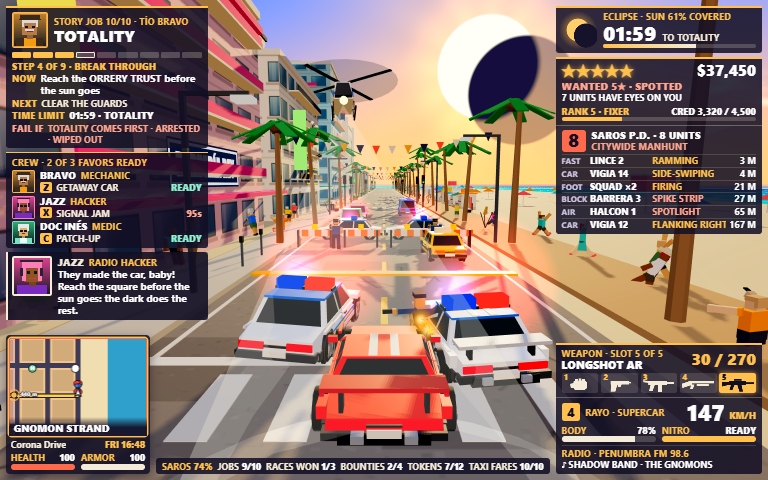 STORY JOB 10/10 · TÍO BRAVO
TOTALITY
STEP 4 OF 9 · BREAK THROUGH
NOW Reach the ORRERY TRUST before
the sun goes
NEXT CLEAR THE GUARDS
TIME LIMIT 01:59 · TOTALITY
FAIL IF TOTALITY COMES FIRST · ARRESTED
· WIPED OUT
CREW · 2 OF 3 FAVORS READY
BRAVO MECHANIC
Z GETAWAY CAR READY
JAZZ HACKER
X SIGNAL JAM 95s
DOC INÉS MEDIC
C PATCH-UP READY
JAZZ RADIO HACKER
They made the car, baby!
Reach the square before the
sun goes: the dark does the
rest.
GNOMON STRAND
Corona Drive FRI 16:48
HEALTH 100 ARMOR 100
SAROS 74% JOBS 9/10 RACES WON 1/3 BOUNTIES 2/4 TOKENS 7/12 TAXI FARES 10/10
ECLIPSE · SUN 61% COVERED
01:59 TO TOTALITY
$37,450
WANTED 5★ · SPOTTED
7 UNITS HAVE EYES ON YOU
RANK 5 · FIXER CRED 3,320 / 4,500
8 SAROS P.D. · 8 UNITS
CITYWIDE MANHUNT
FAST LINCE 2 RAMMING 3 M
CAR VIGIA 14 SIDE-SWIPING 4 M
FOOT SQUAD x2 FIRING 21 M
BLOCK BARRERA 3 SPIKE STRIP 27 M
AIR HALCON 1 SPOTLIGHT 65 M
CAR VIGIA 12 FLANKING RIGHT 167 M
WEAPON · SLOT 5 OF 5
LONGSHOT AR 30 / 270
1 2 3 4 5
4 RAYO · SUPERCAR 147 KM/H
BODY 78% NITRO READY
RADIO · PENUMBRA FM 98.6
♪ SHADOW BAND · THE GNOMONS